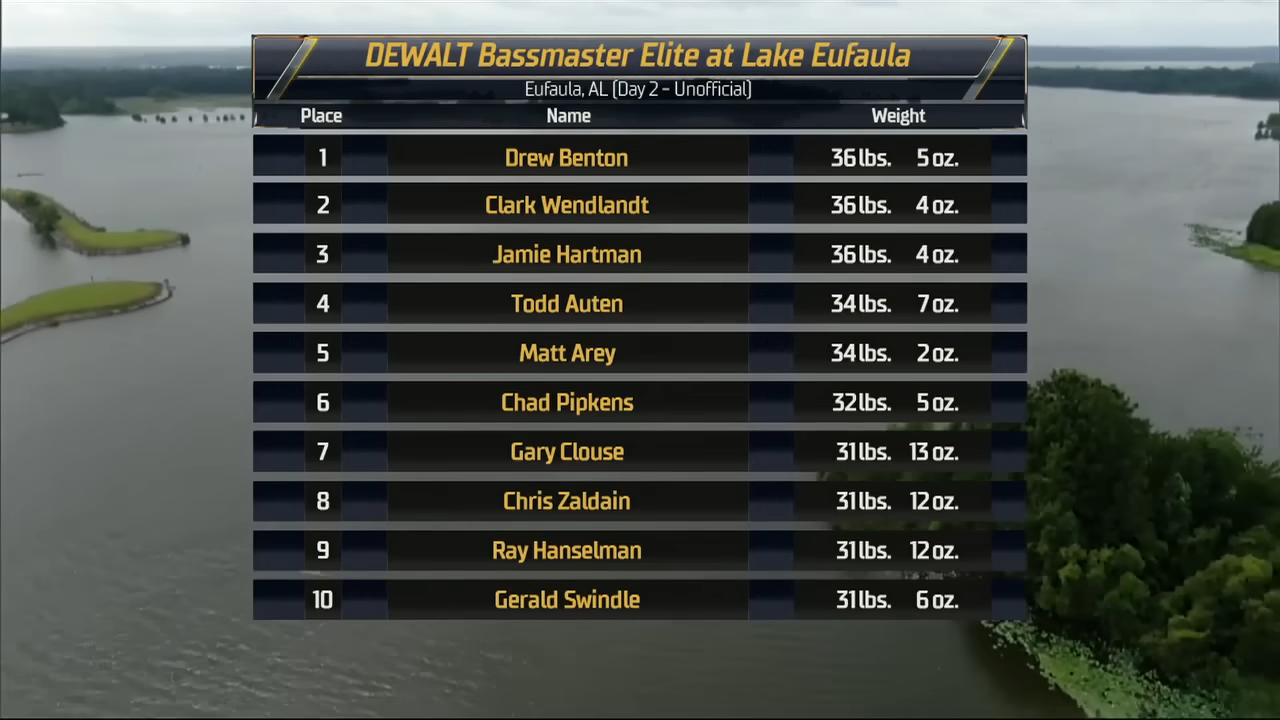 DEWALT Bassmaster Elite at Lake Eufaula
Eufaula, AL (Day 2 - Unofficial)
Place Name Weight
1 Drew Benton 36 lbs. 5 oz.
2 Clark Wendlandt 36 lbs. 4 oz.
3 Jamie Hartman 36 lbs. 4 oz.
4 Todd Auten 34 lbs. 7 oz.
5 Matt Arey 34 lbs. 2 oz.
6 Chad Pipkens 32 lbs. 5 oz.
7 Gary Clouse 31 lbs. 13 oz.
8 Chris Zaldain 31 lbs. 12 oz.
9 Ray Hanselman 31 lbs. 12 oz.
10 Gerald Swindle 31 lbs. 6 oz.